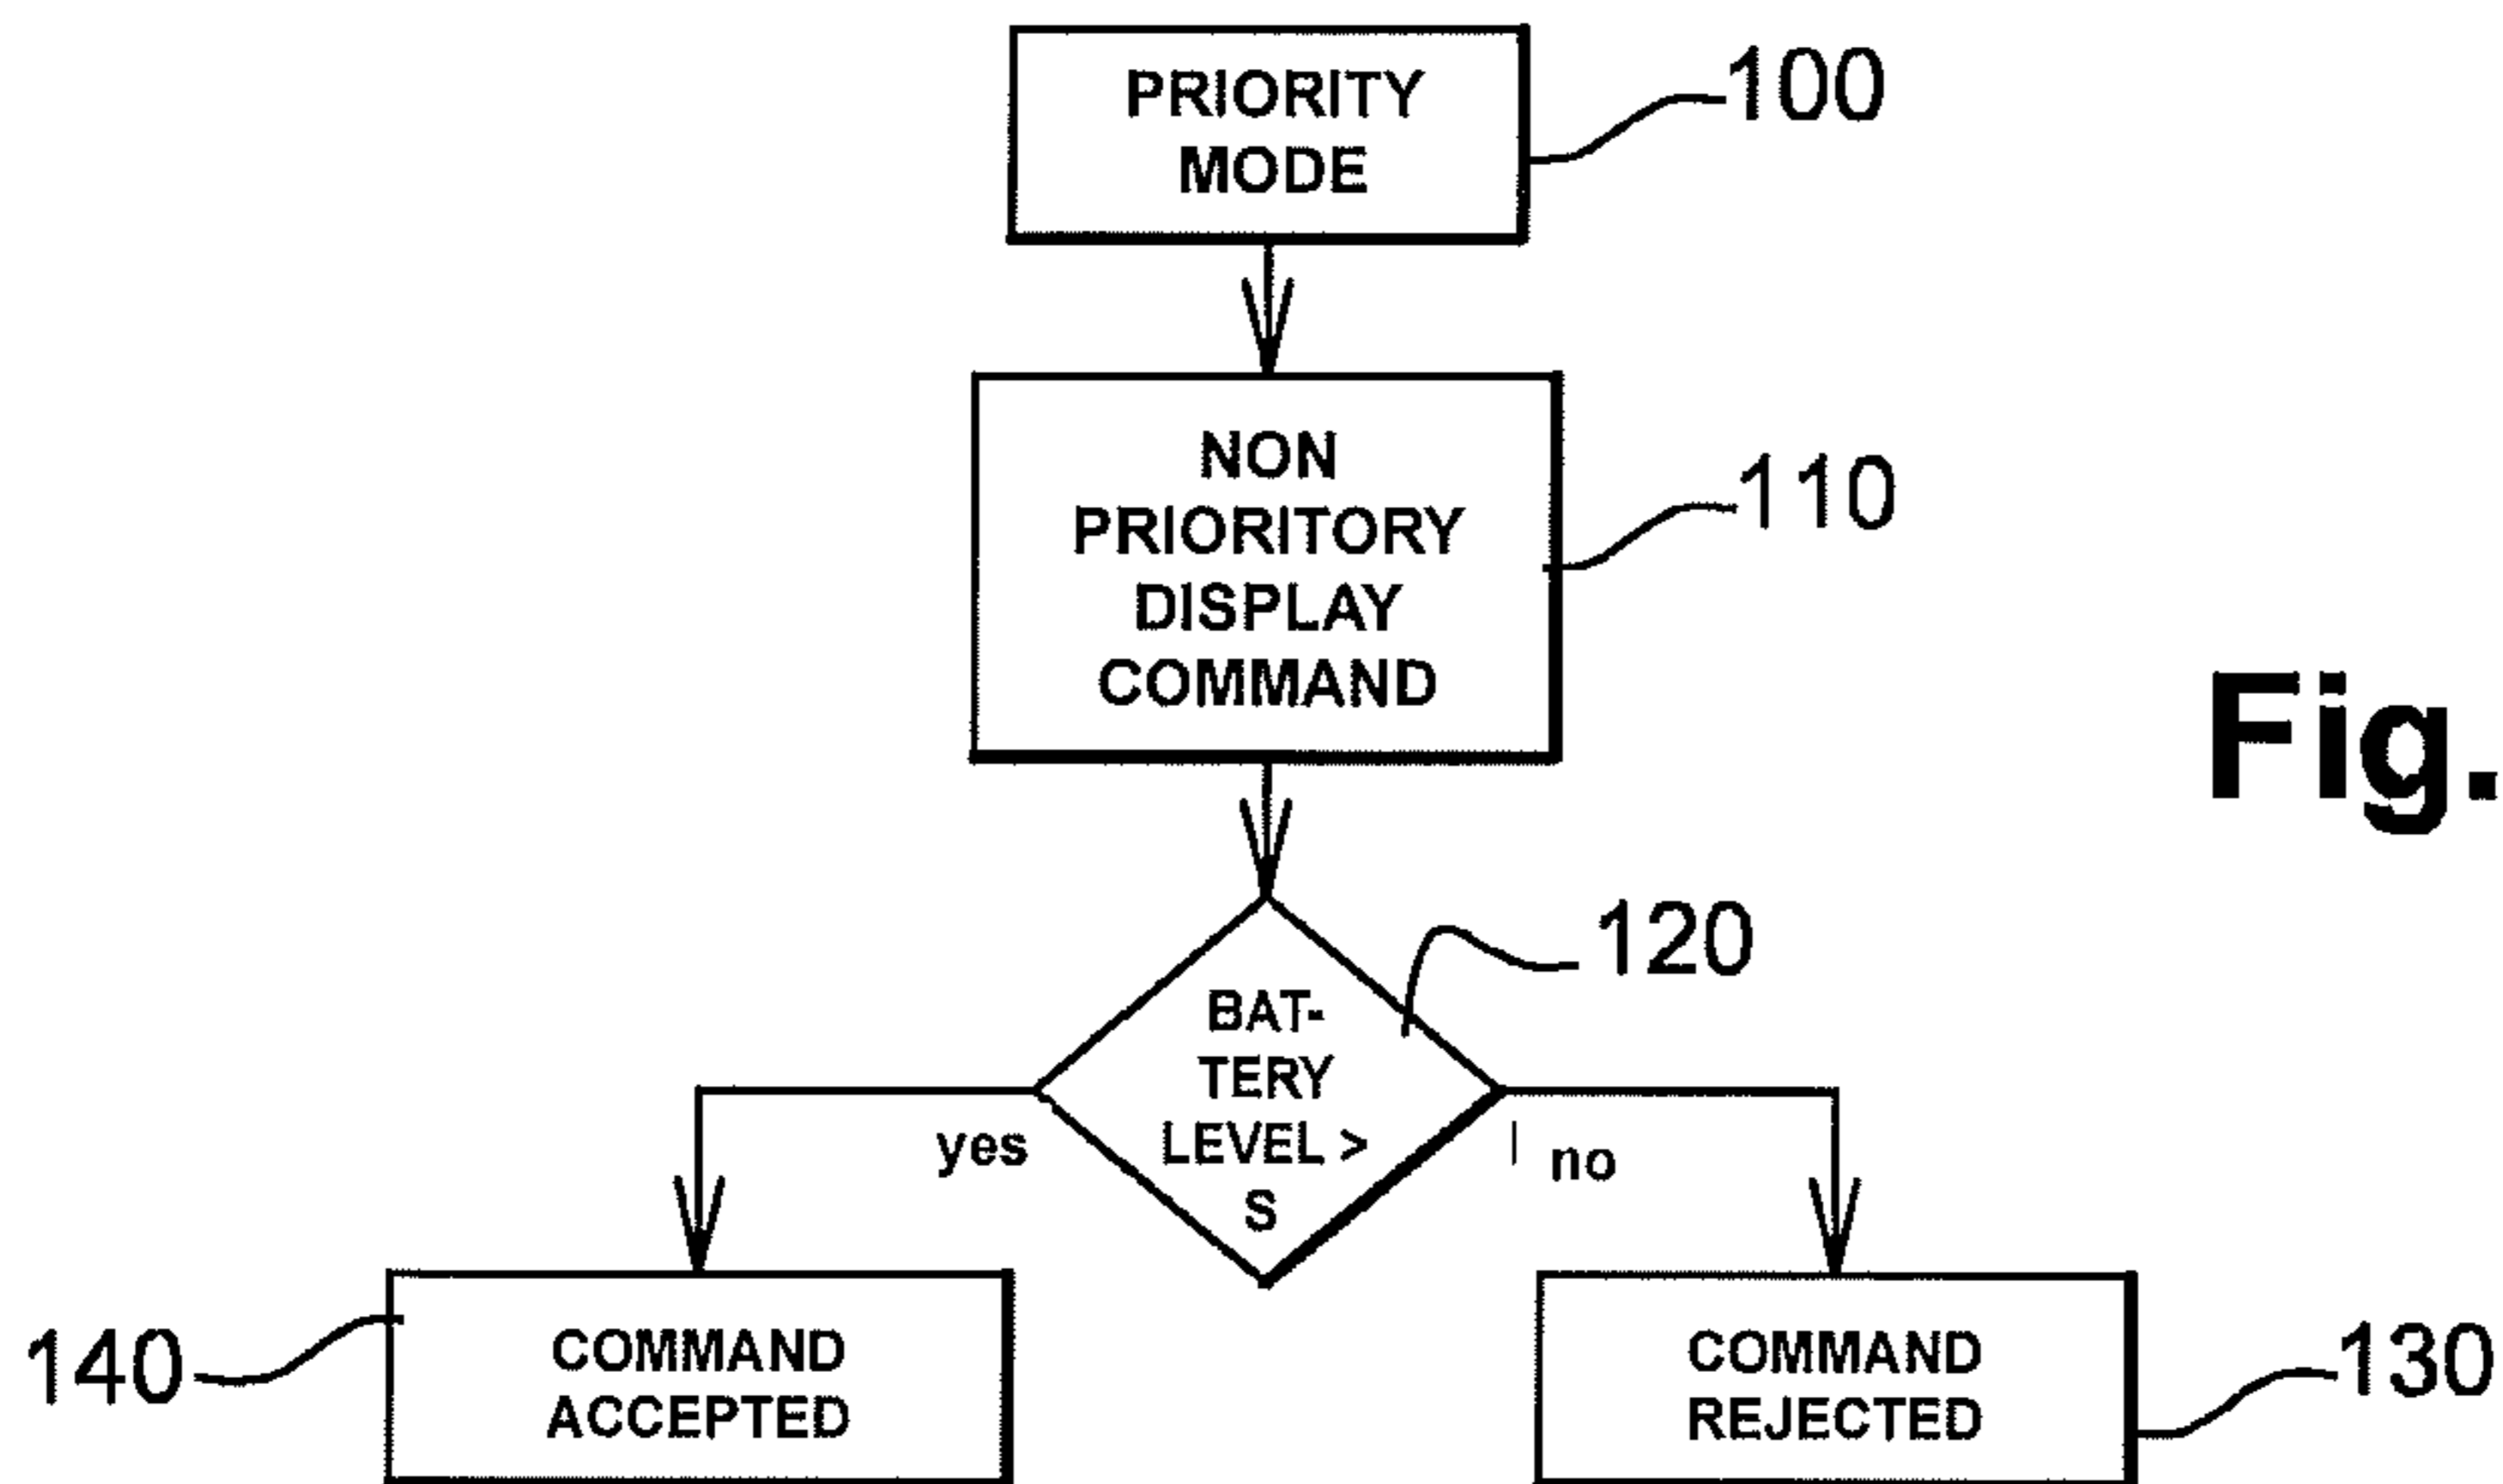 PRIORITY
MODE
100
NON
PRIORITORY
DISPLAY
COMMAND
110
Fig.
120
BAT-
TERY
LEVEL >
S
yes
no
140
COMMAND
ACCEPTED
COMMAND
REJECTED
130